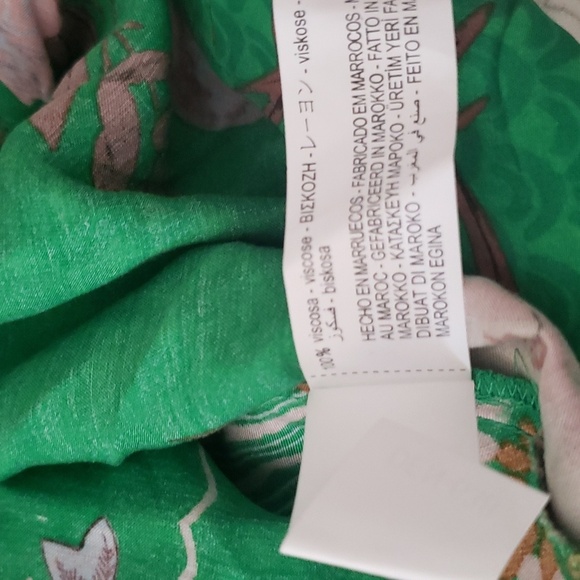 100% viscosa - viscose - ΒΙΣΚΟΖΗ - レーヨン - viskose -
فسكوز - biskosa
HECHO EN MARRUECOS - FABRICADO EM MARROCOS -
AU MAROC - GEFABRICEERD IN MAROKKO - FATTO IN
MAROKKO - ΚΑΤΑΣΚΕΥΗ ΜΑΡΟΚΟ - ÜRETİM YERİ FA
DIBUAT DI MAROKO - صنع في المغرب - FEITO EN M
MAROKON EGINA